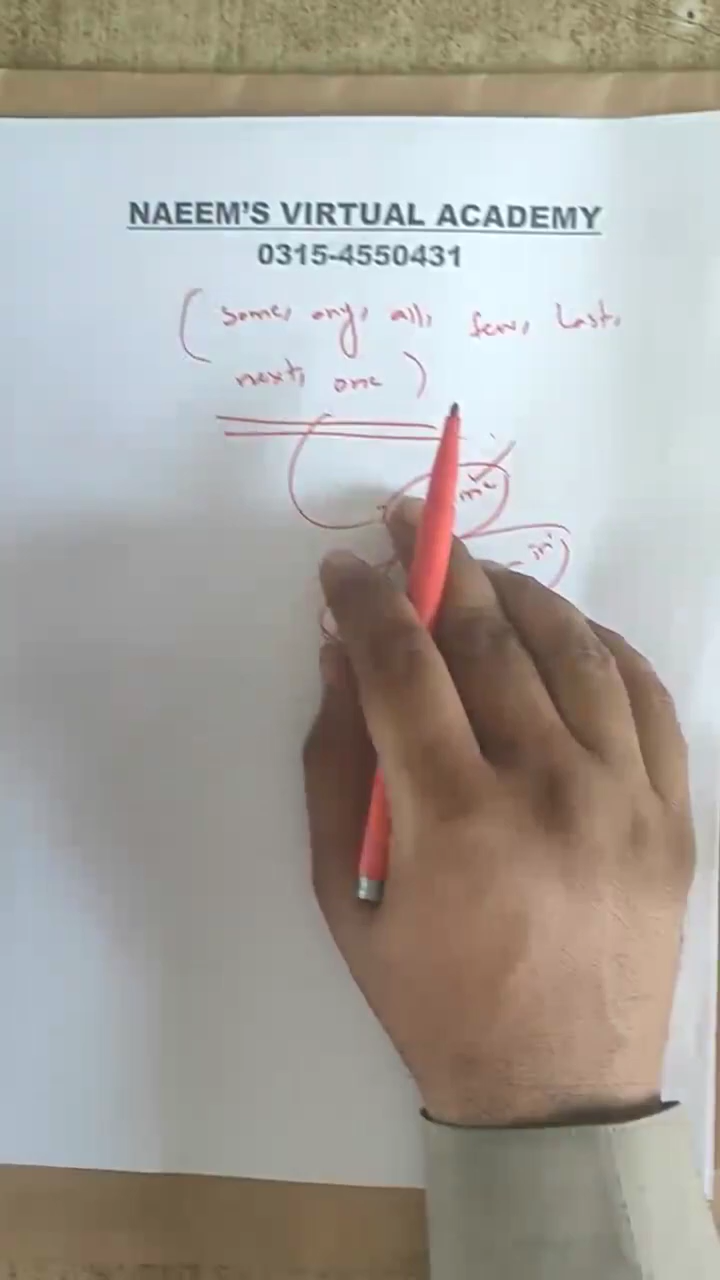 NAEEM'S VIRTUAL ACADEMY
0315-4550431
(some, any, all, few, last,
next, one)